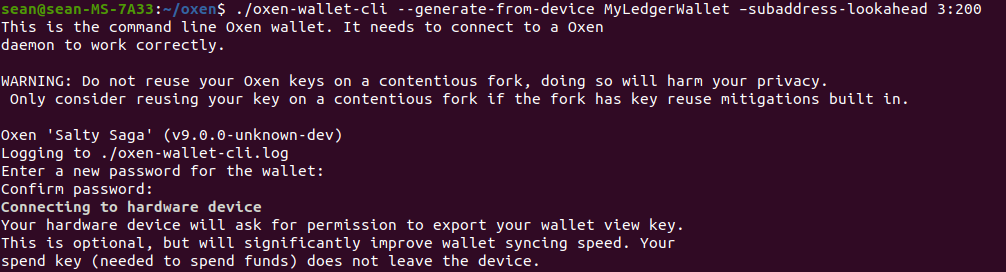 sean@sean-MS-7A33:~/oxen$ ./oxen-wallet-cli --generate-from-device MyLedgerWallet –subaddress-lookahead 3:200
This is the command line Oxen wallet. It needs to connect to a Oxen
daemon to work correctly.
WARNING: Do not reuse your Oxen keys on a contentious fork, doing so will harm your privacy.
Only consider reusing your key on a contentious fork if the fork has key reuse mitigations built in.
Oxen 'Salty Saga' (v9.0.0-unknown-dev)
Logging to ./oxen-wallet-cli.log
Enter a new password for the wallet:
Confirm password:
Connecting to hardware device
Your hardware device will ask for permission to export your wallet view key.
This is optional, but will significantly improve wallet syncing speed. Your
spend key (needed to spend funds) does not leave the device.